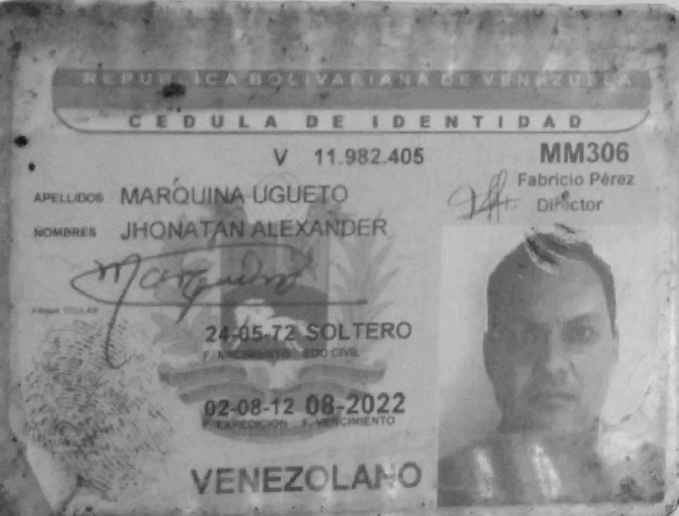 REPUBLICA BOLIVARIANA DE VENEZUELA
CEDULA DE IDENTIDAD
V 11.982.405 MM306
Fabricio Pérez
Director
APELLIDOS MARQUINA UGUETO
NOMBRES JHONATAN ALEXANDER
Marquina
FIRMA TITULAR
24-05-72 SOLTERO
F. NACIMIENTO EDO CIVIL
02-08-12 08-2022
F. EXPEDICION F. VENCIMIENTO
VENEZOLANO